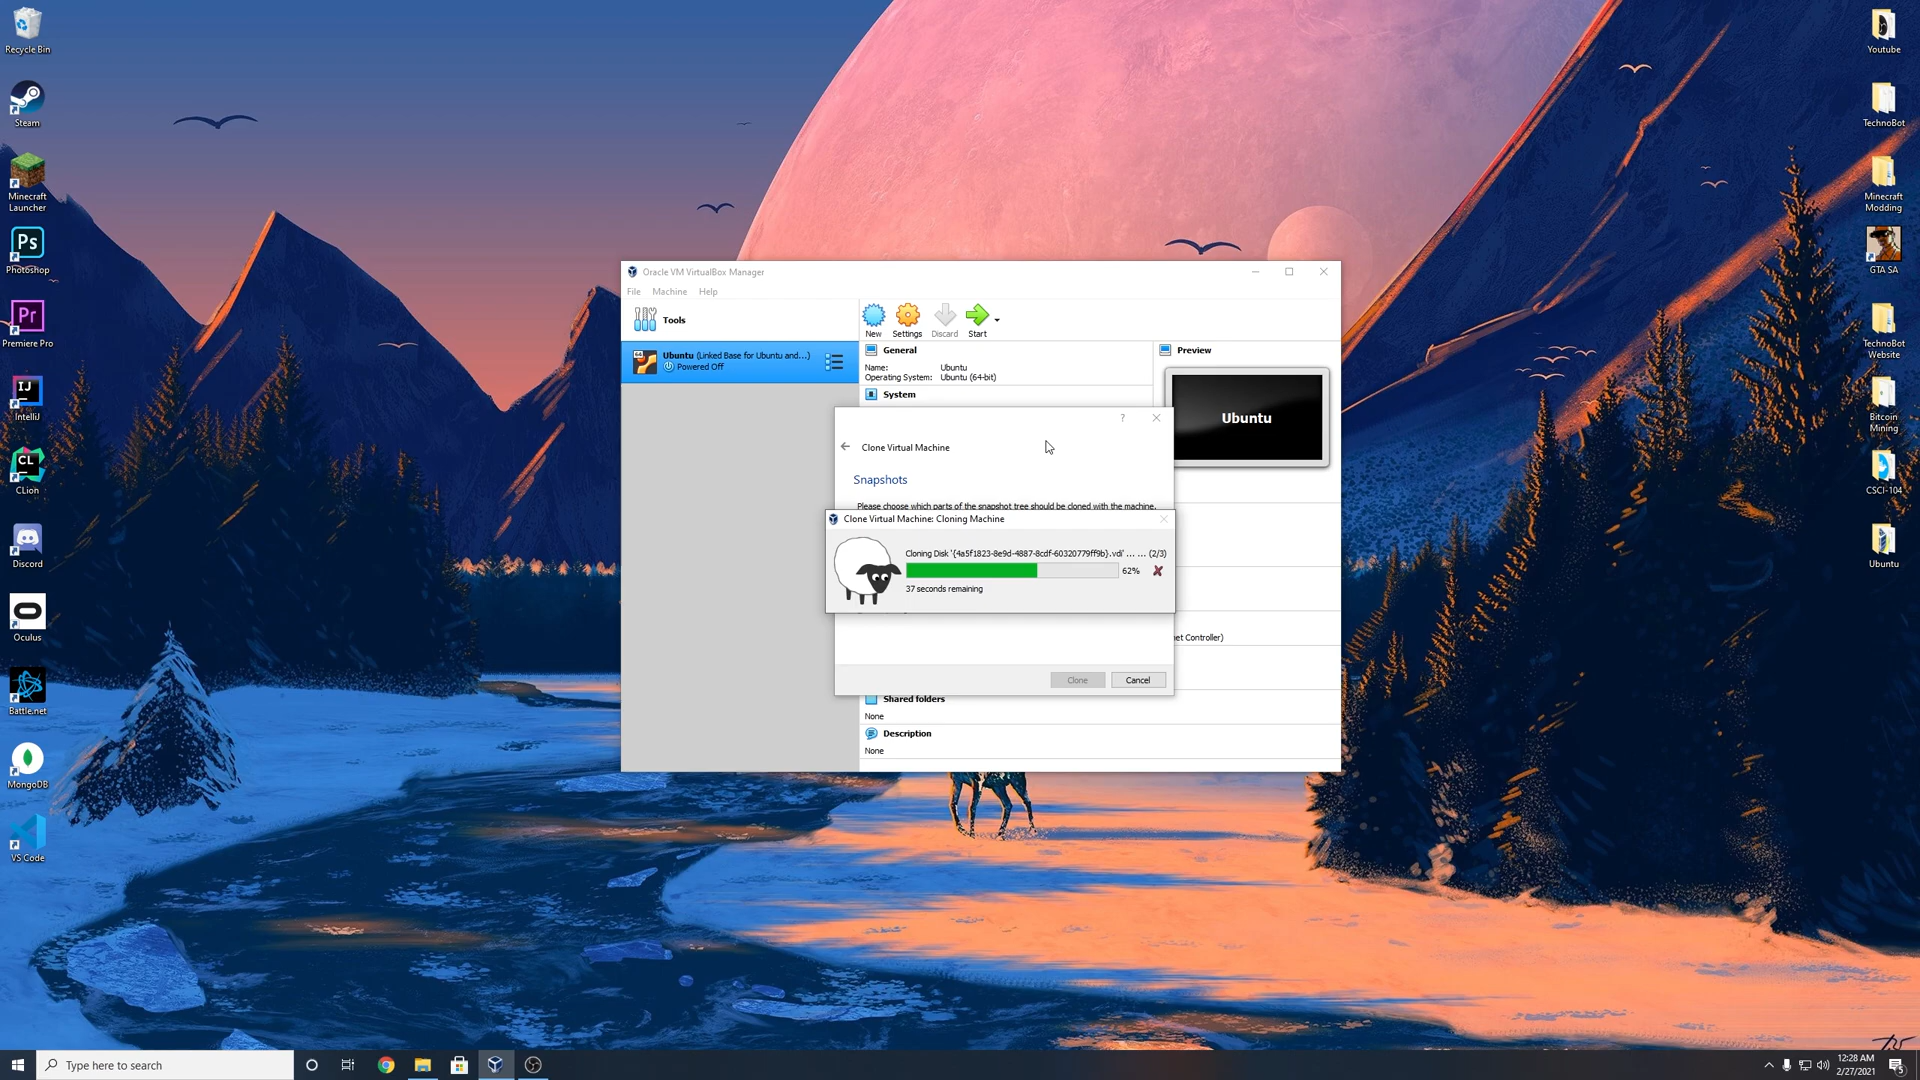 Recycle Bin
Steam
Minecraft
Launcher
Ps
Photoshop
Pr
Premiere Pro
IJ
IntelliJ
CL
CLion
Discord
Oculus
Battle.net
MongoDB
VS Code
Oracle VM VirtualBox Manager
File Machine Help
Tools
New Settings Discard Start
64
Ubuntu (Linked Base for Ubuntu and...)
Powered Off
General
Name: Ubuntu
Operating System: Ubuntu (64-bit)
System
Preview
Ubuntu
?
Clone Virtual Machine
Snapshots
Please choose which parts of the snapshot tree should be cloned with the machine.
Clone Virtual Machine: Cloning Machine
Cloning Disk '{4a5f1823-8e9d-4887-8cdf-60320779ff9b}.vdi' ... ... (2/3)
62%
37 seconds remaining
et Controller)
Clone Cancel
Shared folders
None
Description
None
Youtube
TechnoBot
Minecraft
Modding
GTA SA
TechnoBot
Website
Bitcoin
Mining
CSCI-104
Ubuntu
Type here to search
12:28 AM
2/27/2021
5